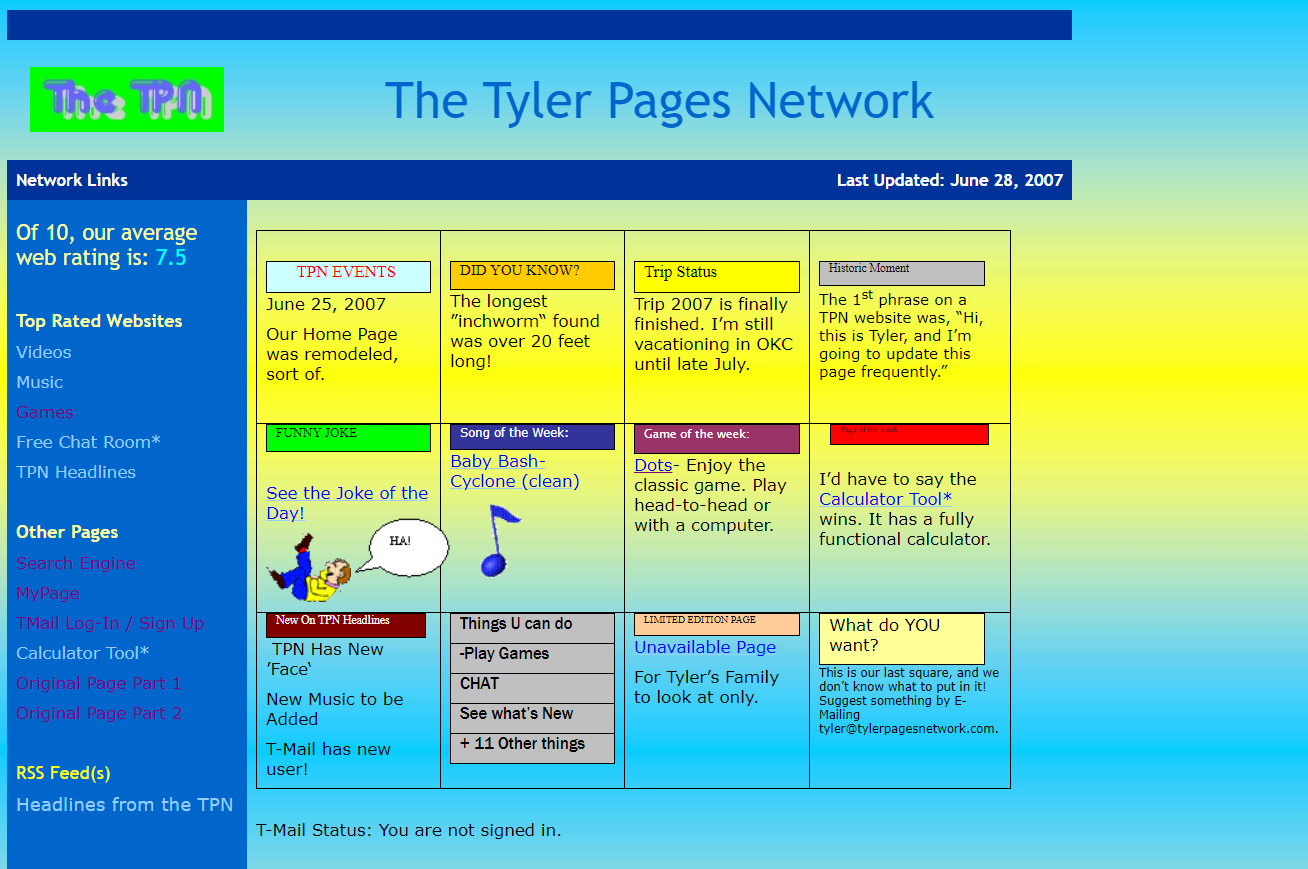 The TPN
The Tyler Pages Network
Network Links
Last Updated: June 28, 2007
Of 10, our average
web rating is: 7.5
Top Rated Websites
Videos
Music
Games
Free Chat Room*
TPN Headlines
Other Pages
Search Engine
MyPage
TMail Log-In / Sign Up
Calculator Tool*
Original Page Part 1
Original Page Part 2
RSS Feed(s)
Headlines from the TPN
TPN EVENTS
June 25, 2007
Our Home Page
was remodeled,
sort of.
DID YOU KNOW?
The longest
”inchworm“ found
was over 20 feet
long!
Trip Status
Trip 2007 is finally
finished. I’m still
vacationing in OKC
until late July.
Historic Moment
The 1st phrase on a
TPN website was, “Hi,
this is Tyler, and I’m
going to update this
page frequently.”
FUNNY JOKE
See the Joke of the
Day!
HA!
Song of the Week:
Baby Bash-
Cyclone (clean)
Game of the week:
Dots- Enjoy the
classic game. Play
head-to-head or
with a computer.
Page of the week
I’d have to say the
Calculator Tool*
wins. It has a fully
functional calculator.
New On TPN Headlines
TPN Has New
’Face‘
New Music to be
Added
T-Mail has new
user!
Things U can do
-Play Games
CHAT
See what’s New
+ 11 Other things
LIMITED EDITION PAGE
Unavailable Page
For Tyler’s Family
to look at only.
What do YOU
want?
This is our last square, and we
don’t know what to put in it!
Suggest something by E-
Mailing
tyler@tylerpagesnetwork.com.
T-Mail Status: You are not signed in.